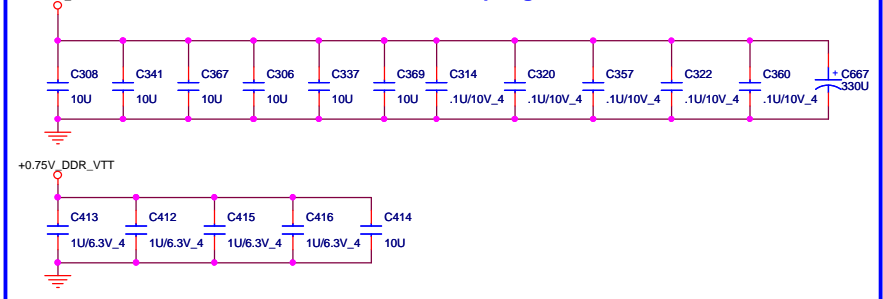 C308 C341 C367 C306 C337 C369 C314 C320 C357 C322 C360 + C667
10U 10U 10U 10U 10U 10U .1U/10V_4 .1U/10V_4 .1U/10V_4 .1U/10V_4 .1U/10V_4 330U
+0.75V_DDR_VTT
C413 C412 C415 C416 C414
1U/6.3V_4 1U/6.3V_4 1U/6.3V_4 1U/6.3V_4 10U